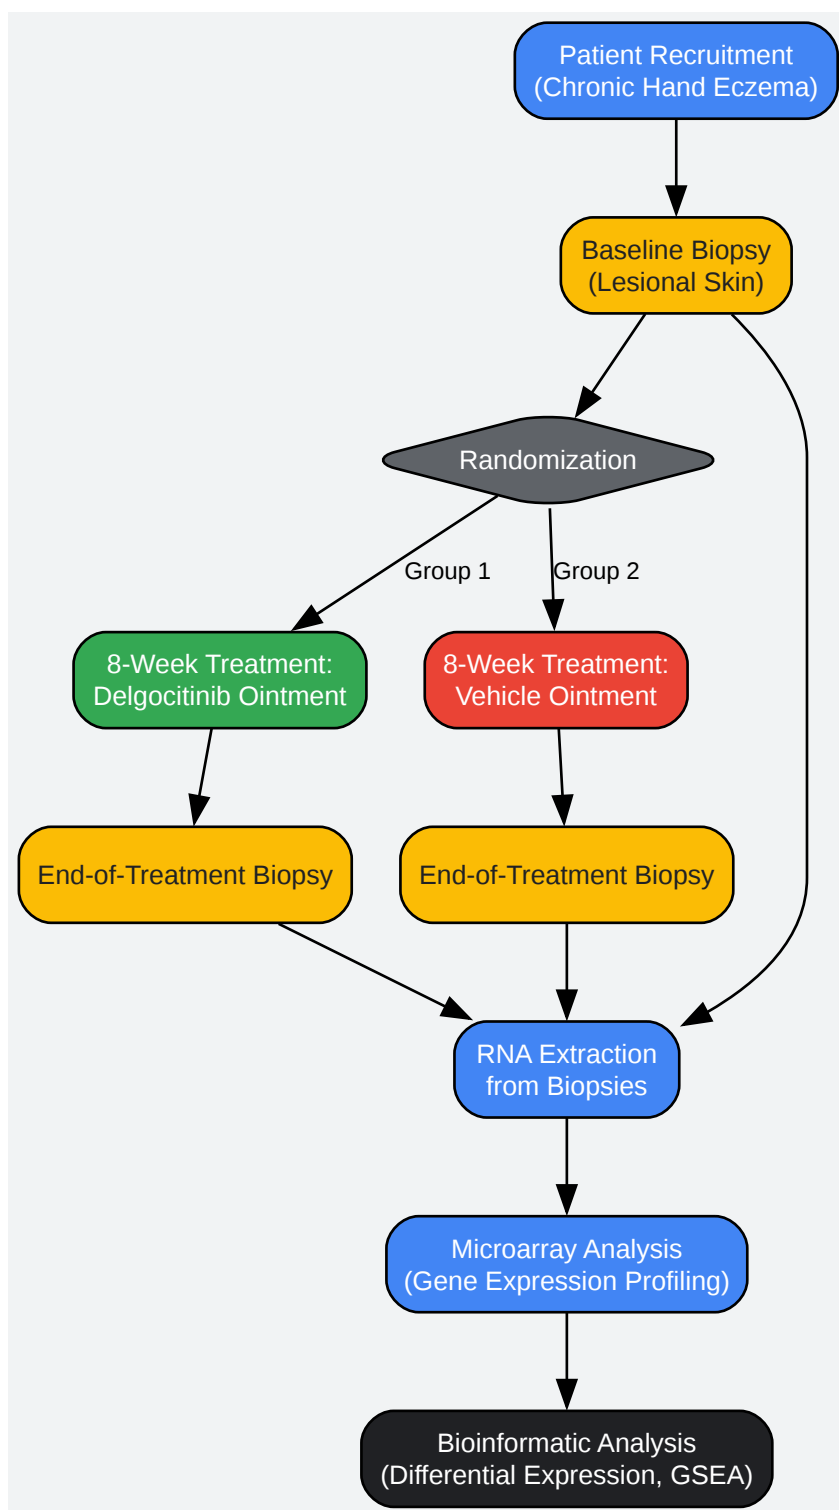 Patient Recruitment
(Chronic Hand Eczema)
Baseline Biopsy
(Lesional Skin)
Randomization
Group 1
Group 2
8-Week Treatment:
Delgocitinib Ointment
8-Week Treatment:
Vehicle Ointment
End-of-Treatment Biopsy
End-of-Treatment Biopsy
RNA Extraction
from Biopsies
Microarray Analysis
(Gene Expression Profiling)
Bioinformatic Analysis
(Differential Expression, GSEA)